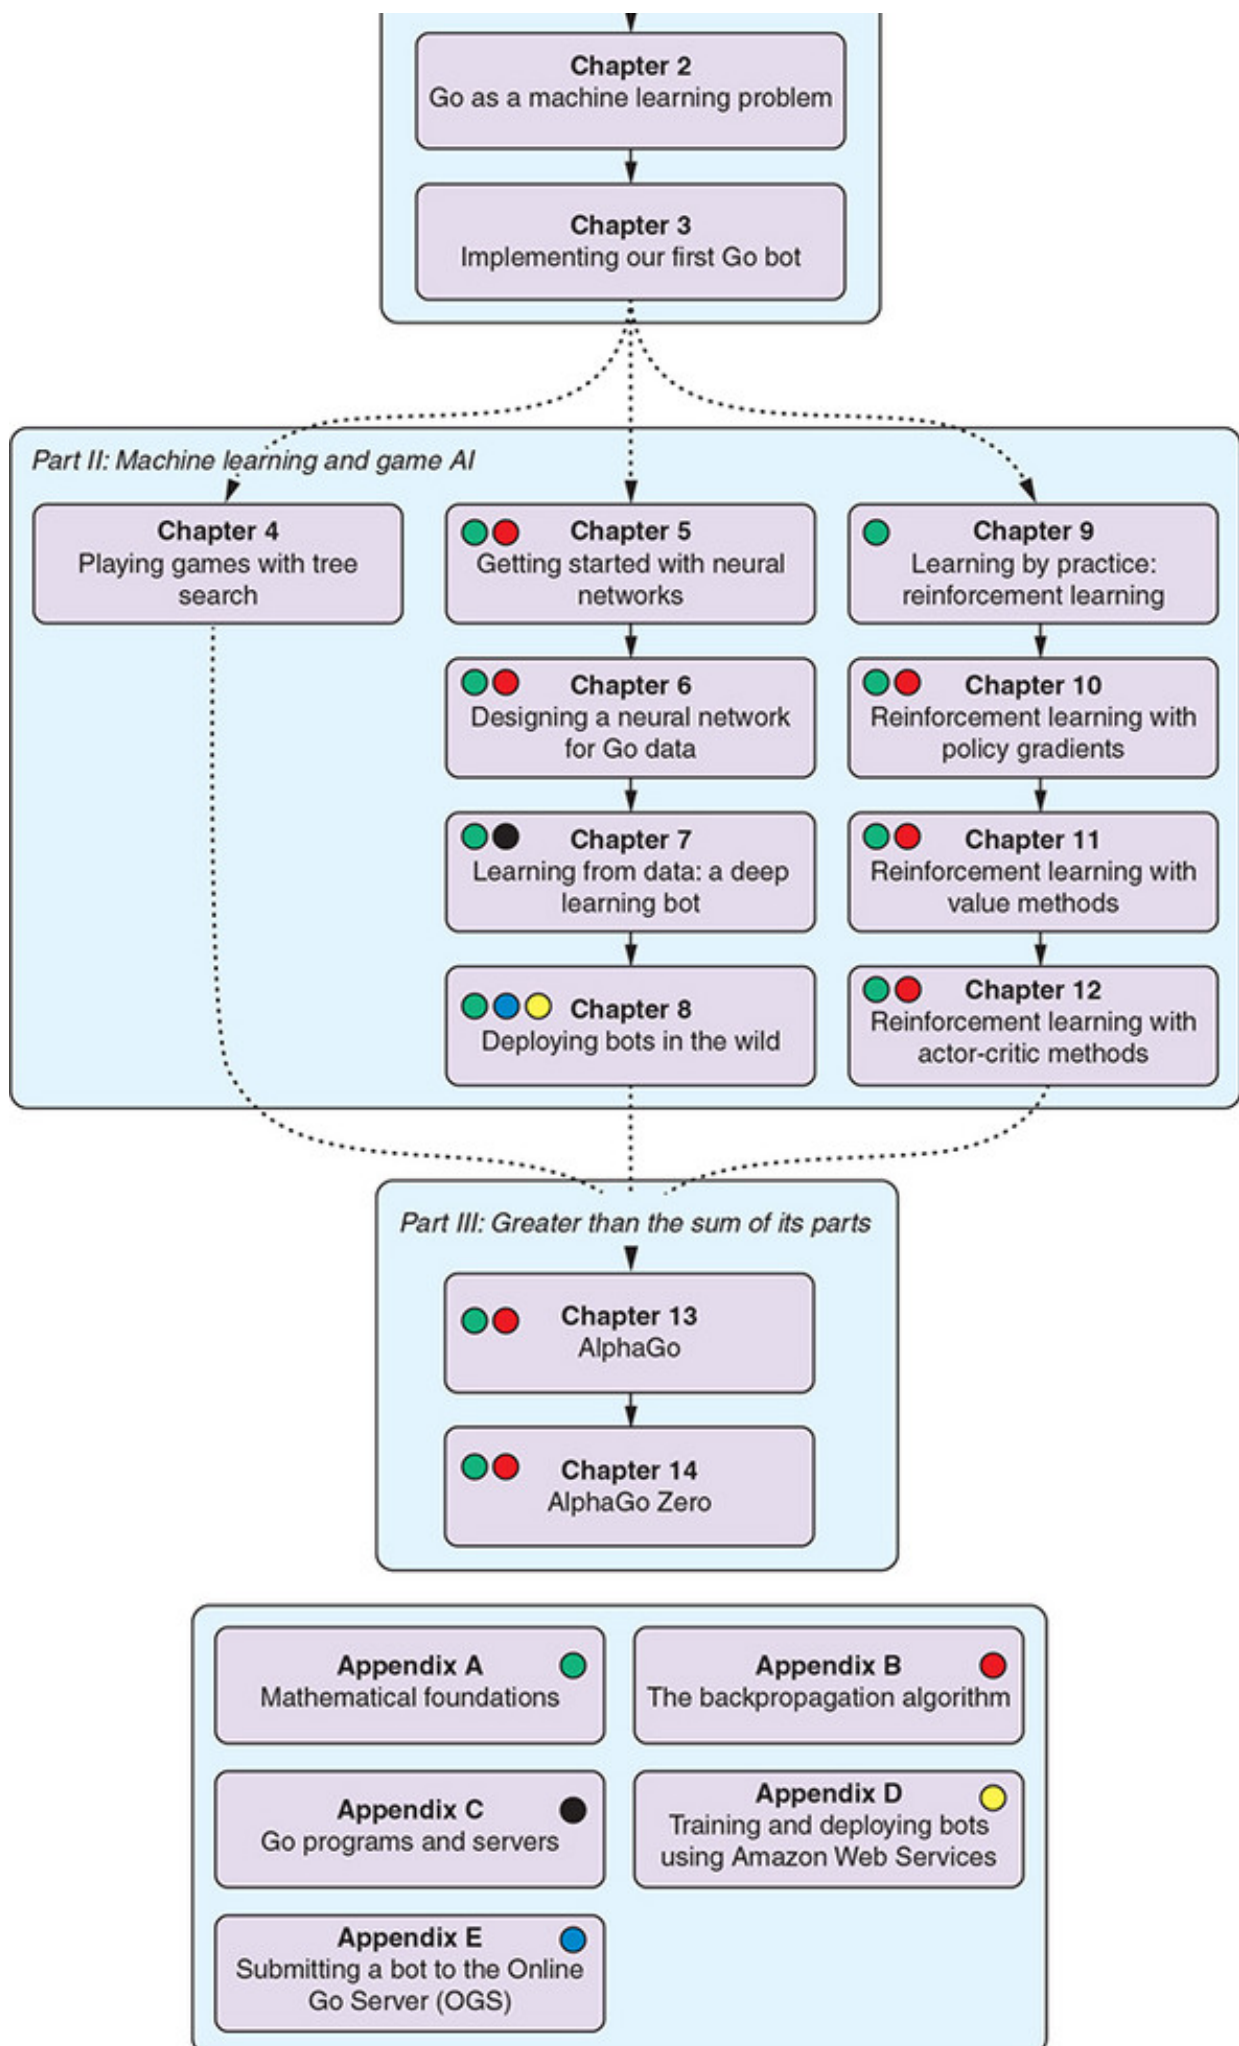 Chapter 2
Go as a machine learning problem
Chapter 3
Implementing our first Go bot
Part II: Machine learning and game AI
Chapter 4
Playing games with tree
search
Chapter 5
Getting started with neural
networks
Chapter 6
Designing a neural network
for Go data
Chapter 7
Learning from data: a deep
learning bot
Chapter 8
Deploying bots in the wild
Chapter 9
Learning by practice:
reinforcement learning
Chapter 10
Reinforcement learning with
policy gradients
Chapter 11
Reinforcement learning with
value methods
Chapter 12
Reinforcement learning with
actor-critic methods
Part III: Greater than the sum of its parts
Chapter 13
AlphaGo
Chapter 14
AlphaGo Zero
Appendix A
Mathematical foundations
Appendix B
The backpropagation algorithm
Appendix C
Go programs and servers
Appendix D
Training and deploying bots
using Amazon Web Services
Appendix E
Submitting a bot to the Online
Go Server (OGS)